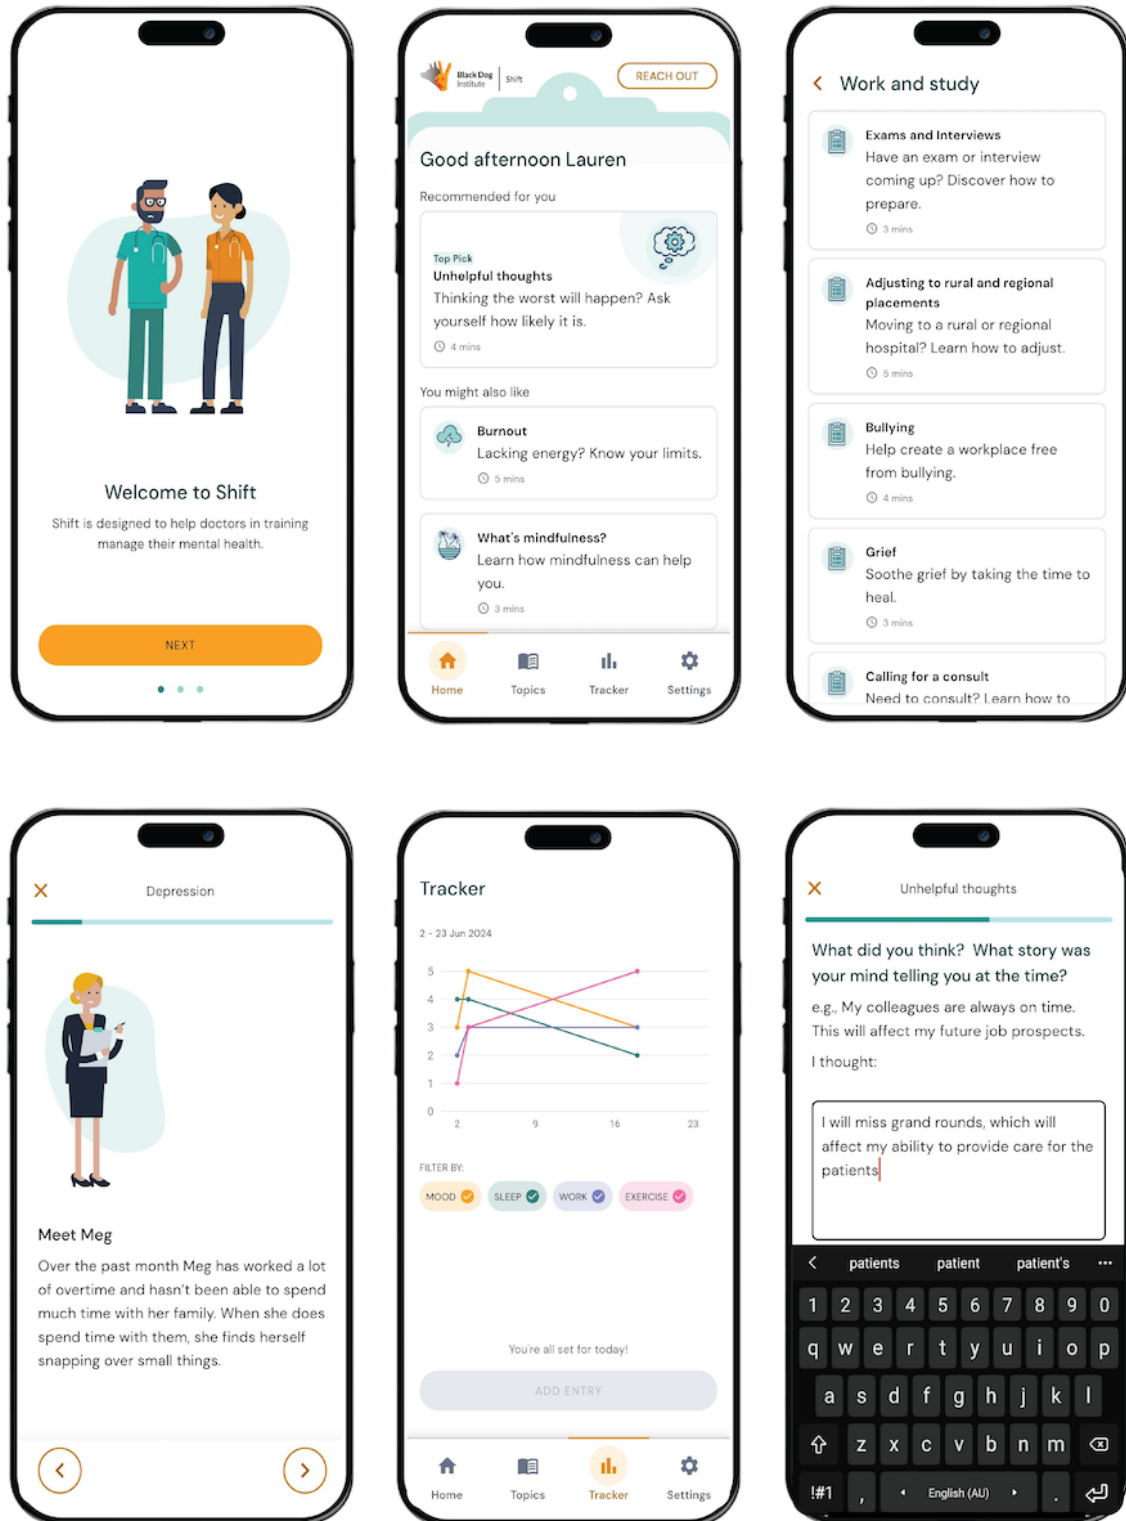 Welcome to Shift
Shift is designed to help doctors in training
manage their mental health.
NEXT
Black Dog
Institute
Shift
REACH OUT
Good afternoon Lauren
Recommended for you
Top Pick
Unhelpful thoughts
Thinking the worst will happen? Ask
yourself how likely it is.
4 mins
You might also like
Burnout
Lacking energy? Know your limits.
5 mins
What's mindfulness?
Learn how mindfulness can help
you.
3 mins
Home
Topics
Tracker
Settings
Work and study
Exams and Interviews
Have an exam or interview
coming up? Discover how to
prepare.
3 mins
Adjusting to rural and regional
placements
Moving to a rural or regional
hospital? Learn how to adjust.
5 mins
Bullying
Help create a workplace free
from bullying.
4 mins
Grief
Soothe grief by taking the time to
heal.
3 mins
Calling for a consult
Need to consult? Learn how to
Depression
Meet Meg
Over the past month Meg has worked a lot
of overtime and hasn't been able to spend
much time with her family. When she does
spend time with them, she finds herself
snapping over small things.
Tracker
2 - 23 Jun 2024
5
4
3
2
1
0
2 9 16 23
FILTER BY:
MOOD SLEEP WORK EXERCISE
You're all set for today!
ADD ENTRY
Home
Topics
Tracker
Settings
Unhelpful thoughts
What did you think? What story was
your mind telling you at the time?
e.g., My colleagues are always on time.
This will affect my future job prospects.
I thought:
I will miss grand rounds, which will
affect my ability to provide care for the
patients
patients patient patient's ...
1 2 3 4 5 6 7 8 9 0
q w e r t y u i o p
a s d f g h j k l
z x c v b n m
!#1 , English (AU) .